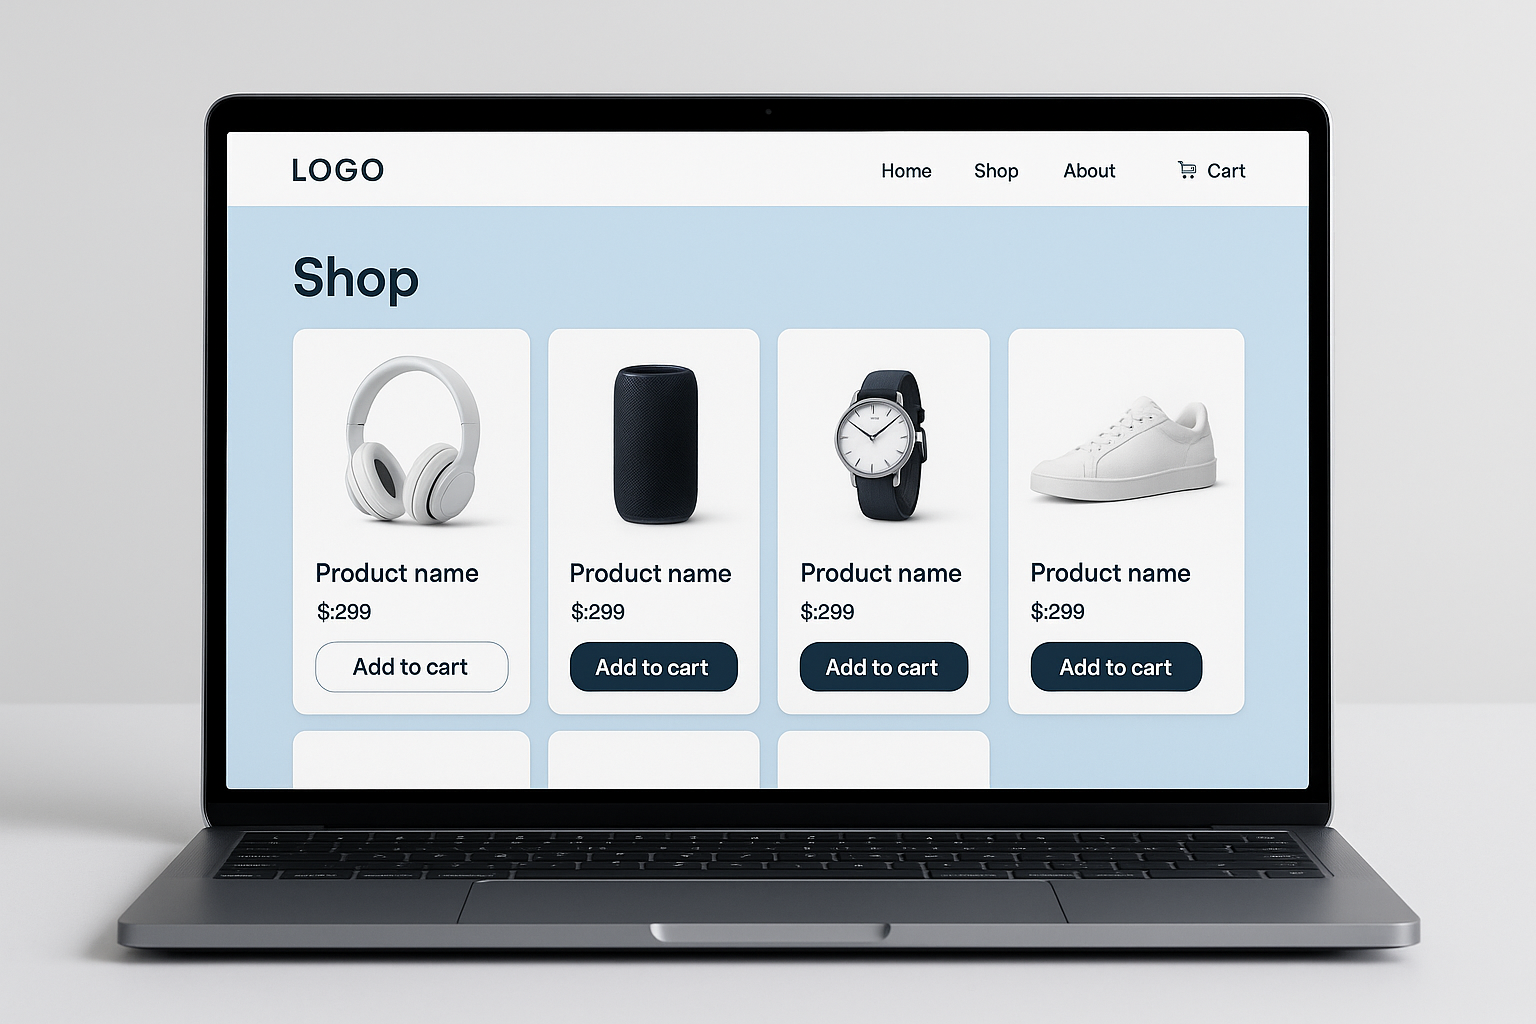 LOGO
Home Shop About Cart
Shop
Product name Product name Product name Product name
$:299 $:299 $:299 $:299
Add to cart Add to cart Add to cart Add to cart